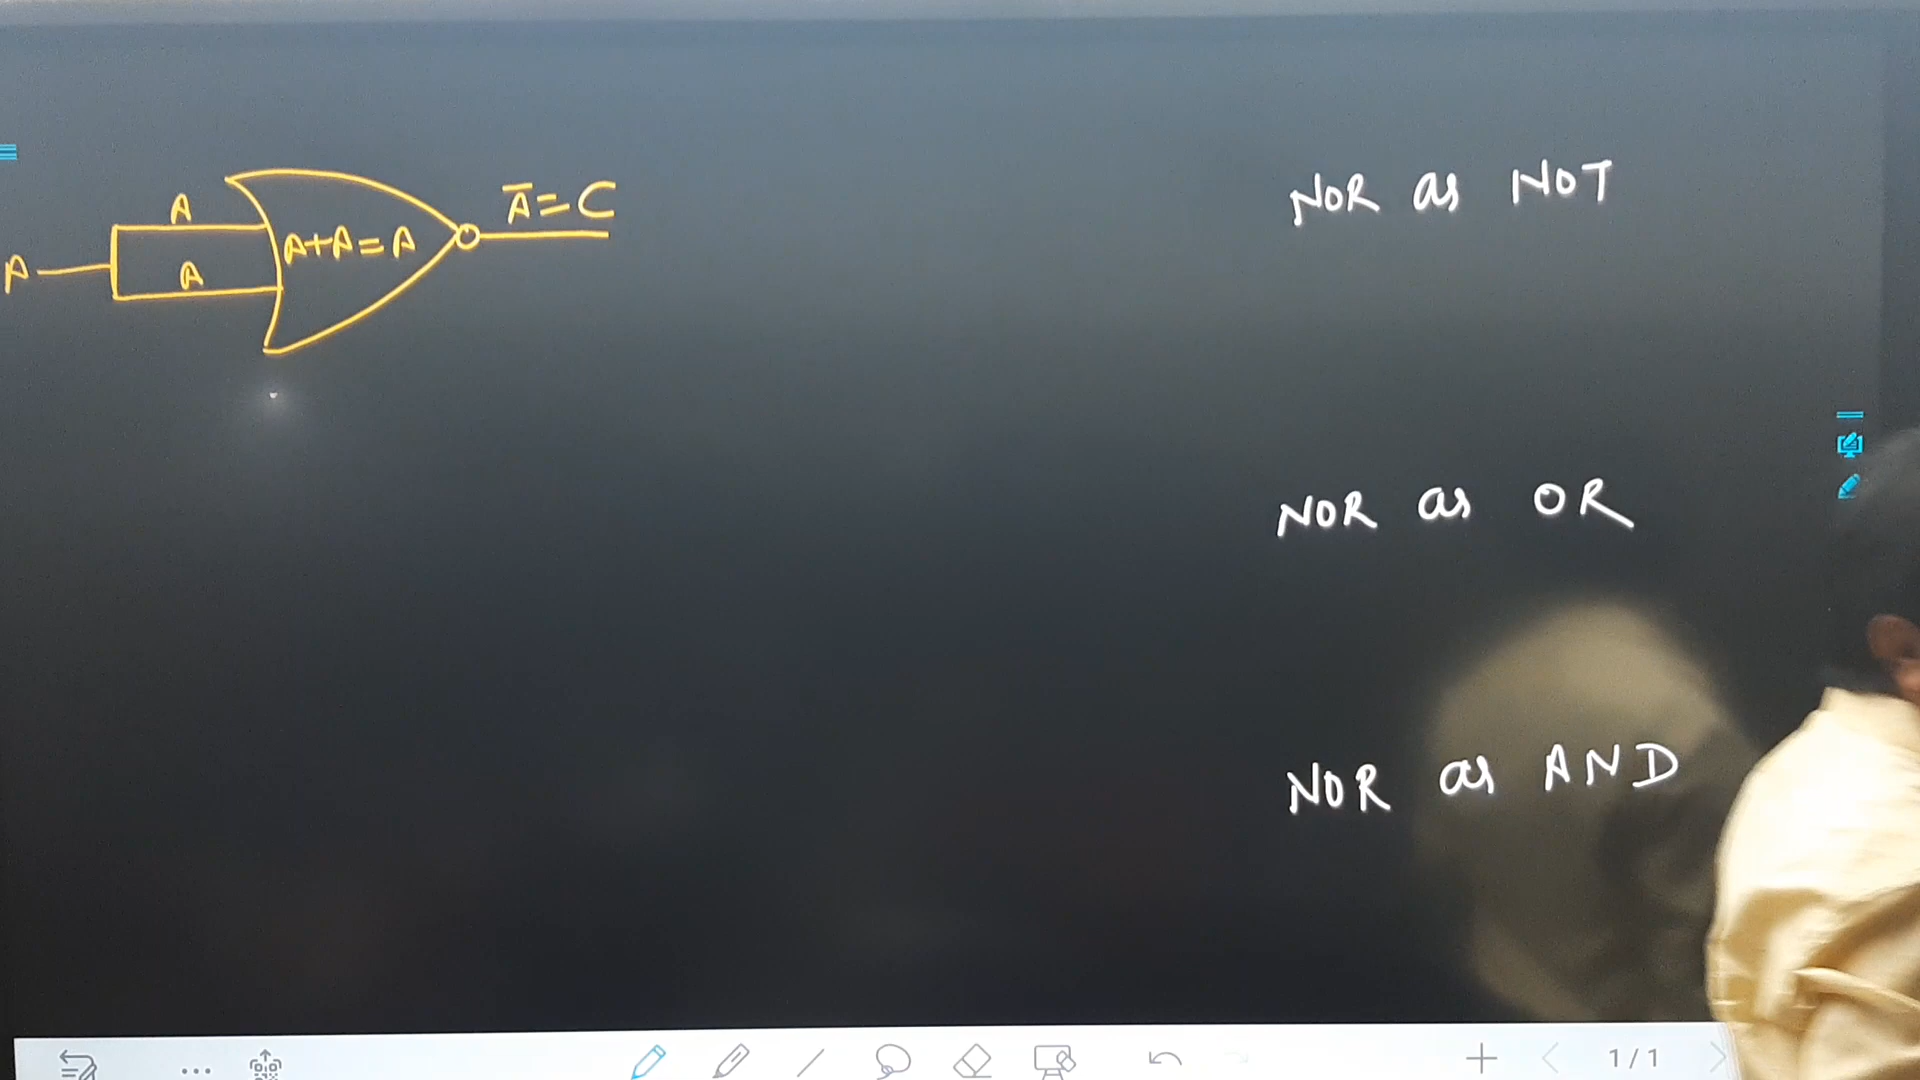 A
A
A
A+A=A
Ā=C
NOR as NOT
NOR as OR
NOR as AND
1/1